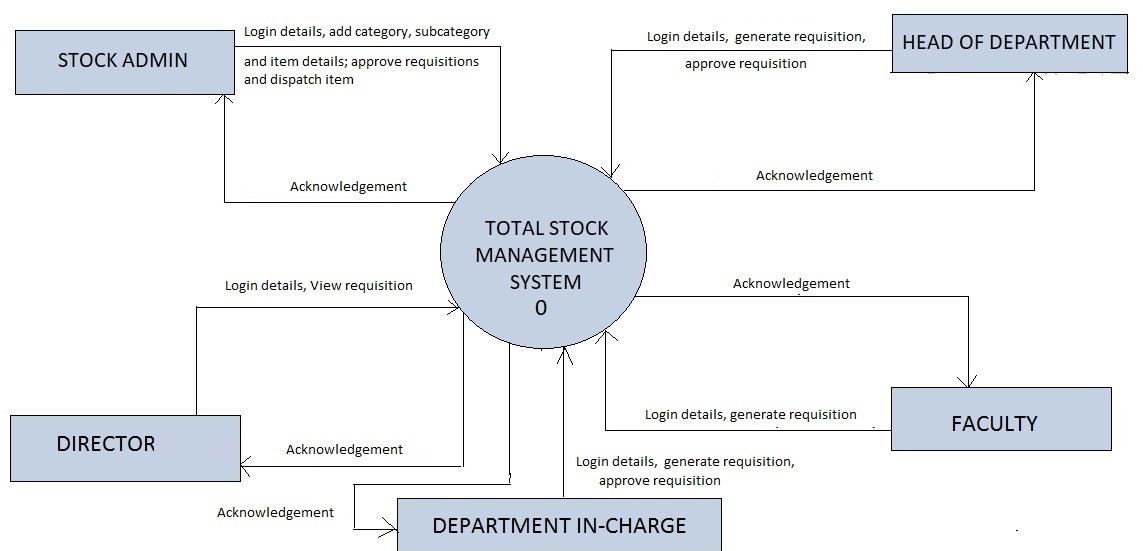 STOCK ADMIN
Login details, add category, subcategory
and item details; approve requisitions
and dispatch item
Login details, generate requisition,
approve requisition
HEAD OF DEPARTMENT
Acknowledgement
Acknowledgement
TOTAL STOCK
MANAGEMENT
SYSTEM
0
Login details, View requisition
Acknowledgement
DIRECTOR
Acknowledgement
Login details, generate requisition
FACULTY
Login details, generate requisition,
approve requisition
Acknowledgement
DEPARTMENT IN-CHARGE